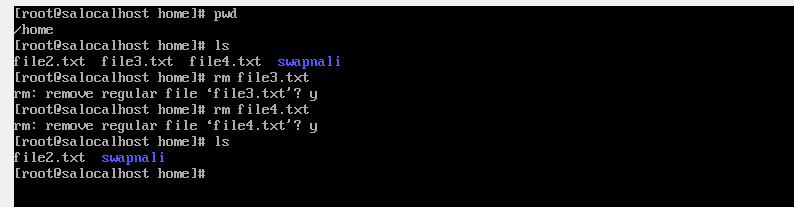 [root@salocalhost home]# pwd
/home
[root@salocalhost home]# ls
file2.txt  file3.txt  file4.txt  swapnali
[root@salocalhost home]# rm file3.txt
rm: remove regular file ‘file3.txt’? y
[root@salocalhost home]# rm file4.txt
rm: remove regular file ‘file4.txt’? y
[root@salocalhost home]# ls
file2.txt  swapnali
[root@salocalhost home]#